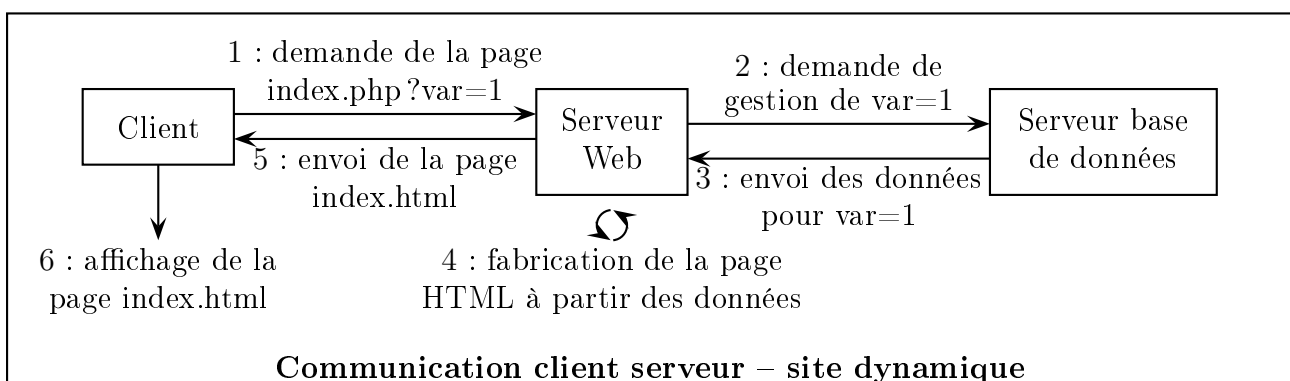 1 : demande de la page
index.php ?var=1
2 : demande de
gestion de var=1
Client
Serveur
Web
Serveur base
de données
5 : envoi de la page
index.html
3 : envoi des données
pour var=1
6 : affichage de la
page index.html
4 : fabrication de la page
HTML à partir des données
Communication client serveur – site dynamique